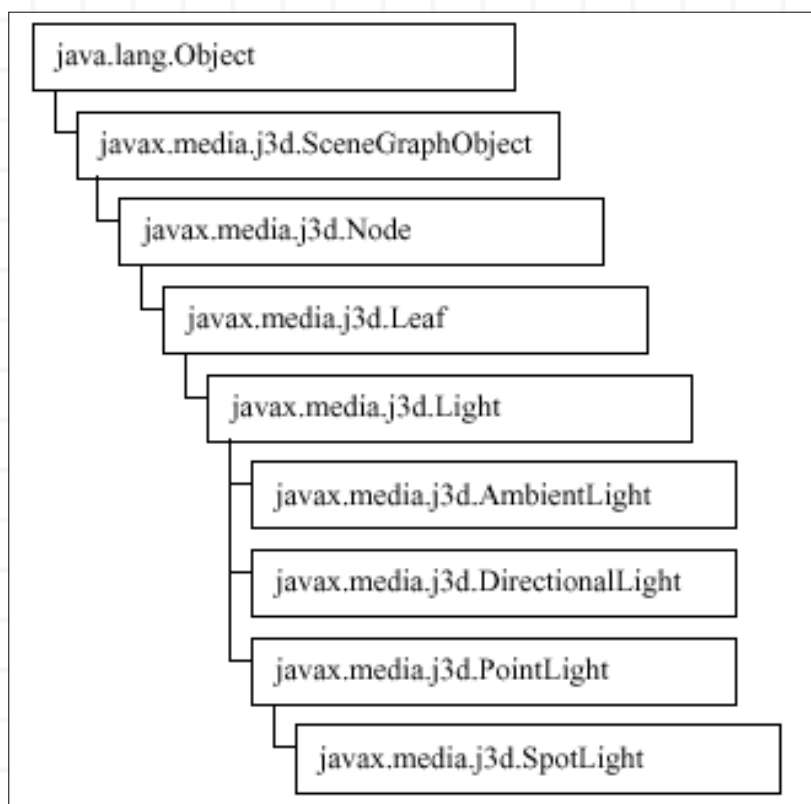 java.lang.Object
javax.media.j3d.SceneGraphObject
javax.media.j3d.Node
javax.media.j3d.Leaf
javax.media.j3d.Light
javax.media.j3d.AmbientLight
javax.media.j3d.DirectionalLight
javax.media.j3d.PointLight
javax.media.j3d.SpotLight